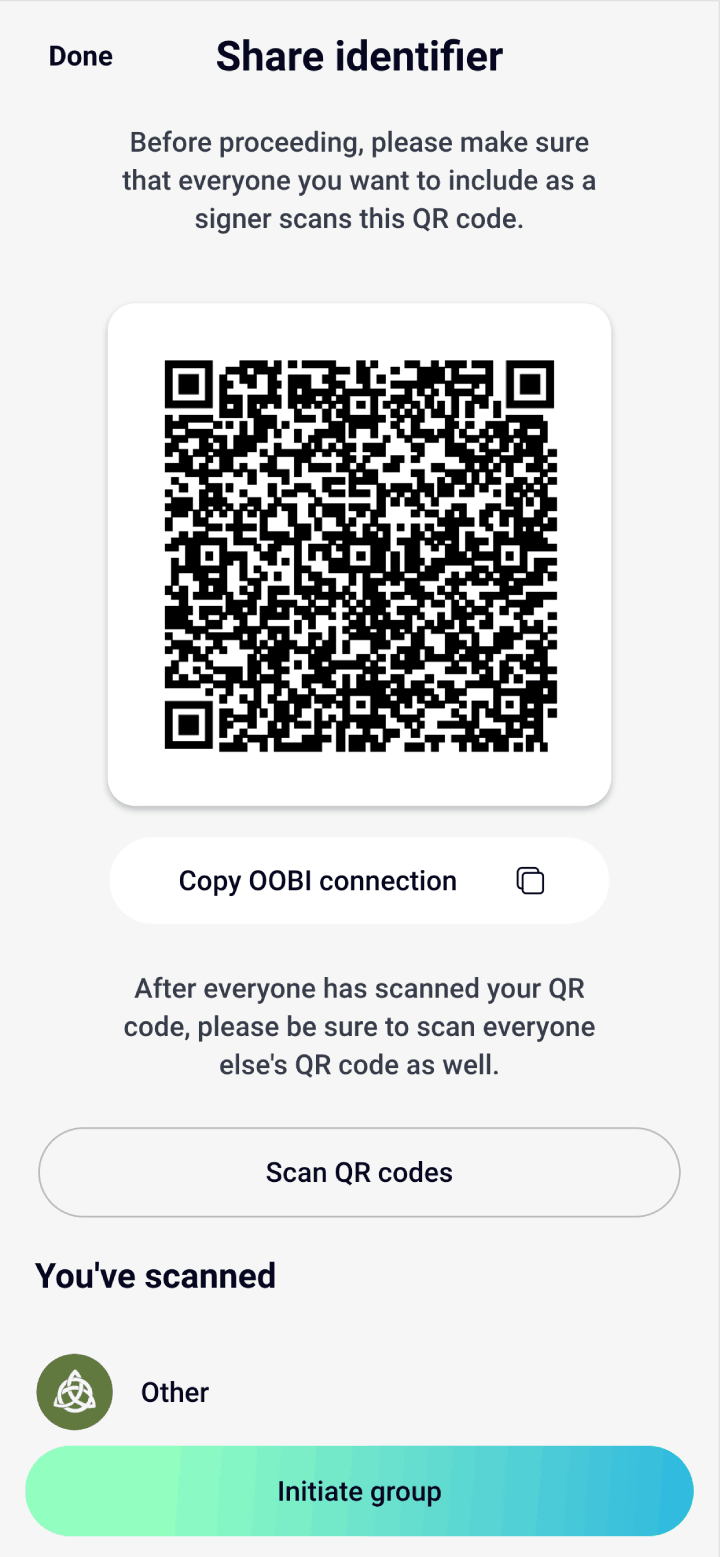 Done
Share identifier
Before proceeding, please make sure
that everyone you want to include as a
signer scans this QR code.
Copy OOBI connection
After everyone has scanned your QR
code, please be sure to scan everyone
else's QR code as well.
Scan QR codes
You've scanned
Other
Initiate group